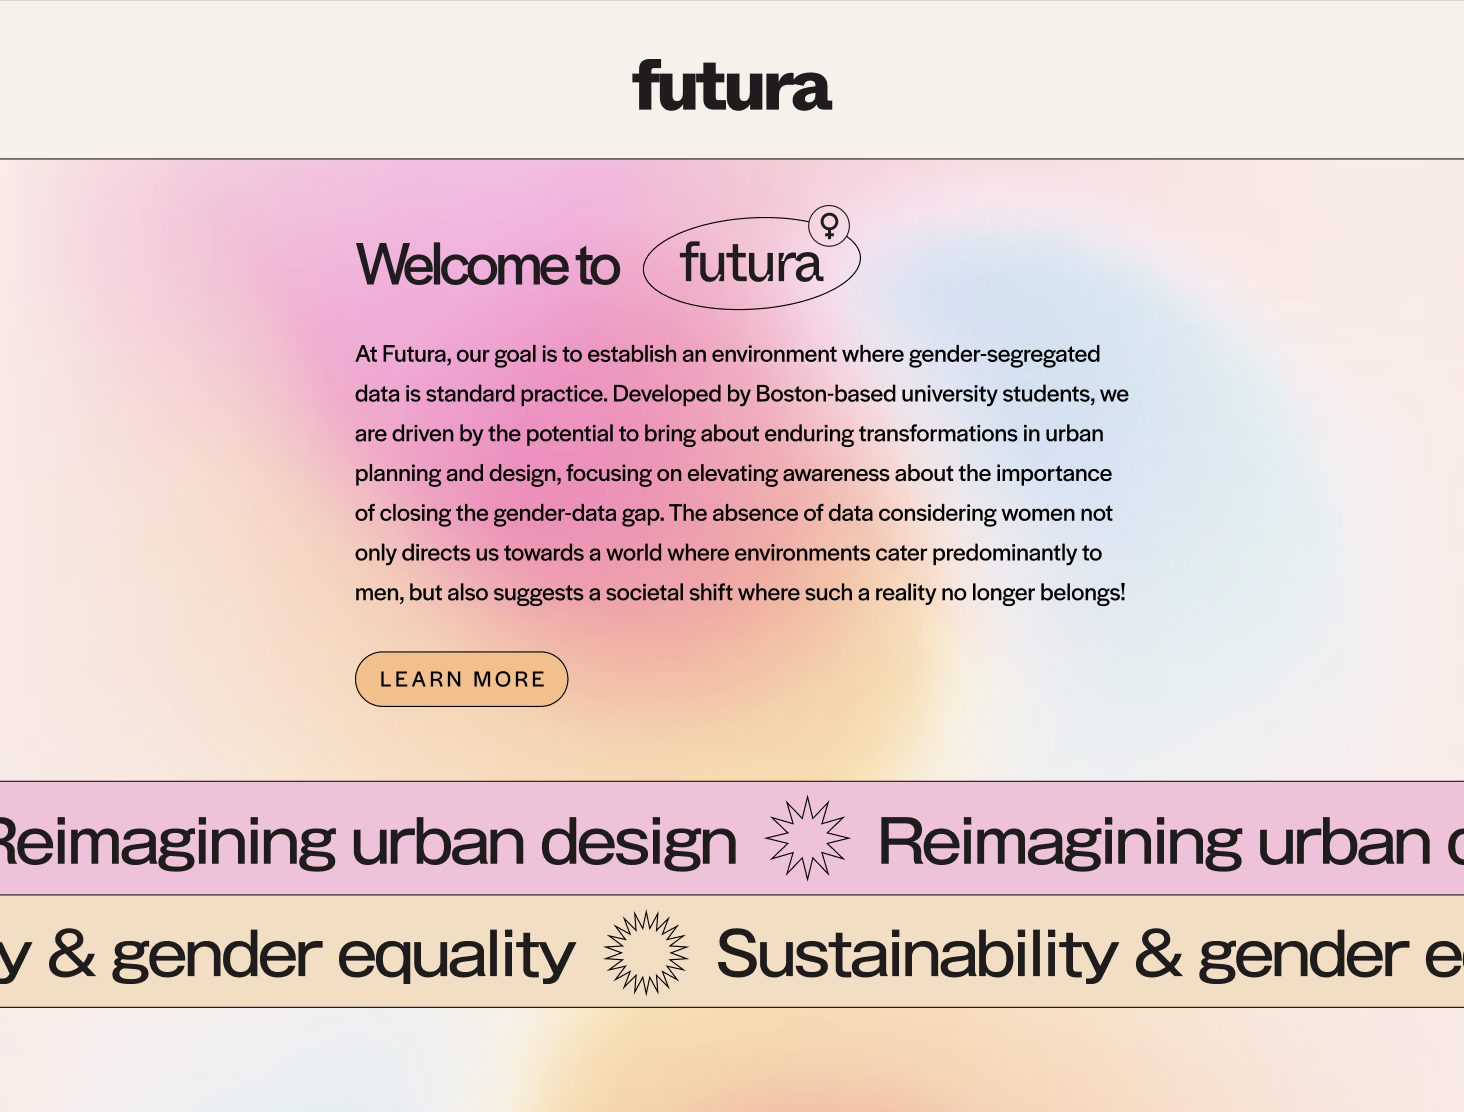 futura
Welcome to futura
At Futura, our goal is to establish an environment where gender-segregated
data is standard practice. Developed by Boston-based university students, we
are driven by the potential to bring about enduring transformations in urban
planning and design, focusing on elevating awareness about the importance
of closing the gender-data gap. The absence of data considering women not
only directs us towards a world where environments cater predominantly to
men, but also suggests a societal shift where such a reality no longer belongs!
LEARN MORE
Reimagining urban design Reimagining urban
y & gender equality Sustainability & gender e